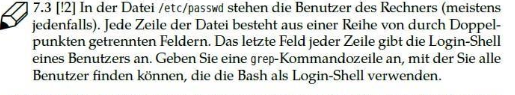 7.3 [!2] In der Datei /etc/passwd stehen die Benutzer des Rechners (meistens
jedenfalls). Jede Zeile der Datei besteht aus einer Reihe von durch Doppel-
punkten getrennten Feldern. Das letzte Feld jeder Zeile gibt die Login-Shell
eines Benutzers an. Geben Sie eine grep-Kommandozeile an, mit der Sie alle
Benutzer finden können, die die Bash als Login-Shell verwenden.